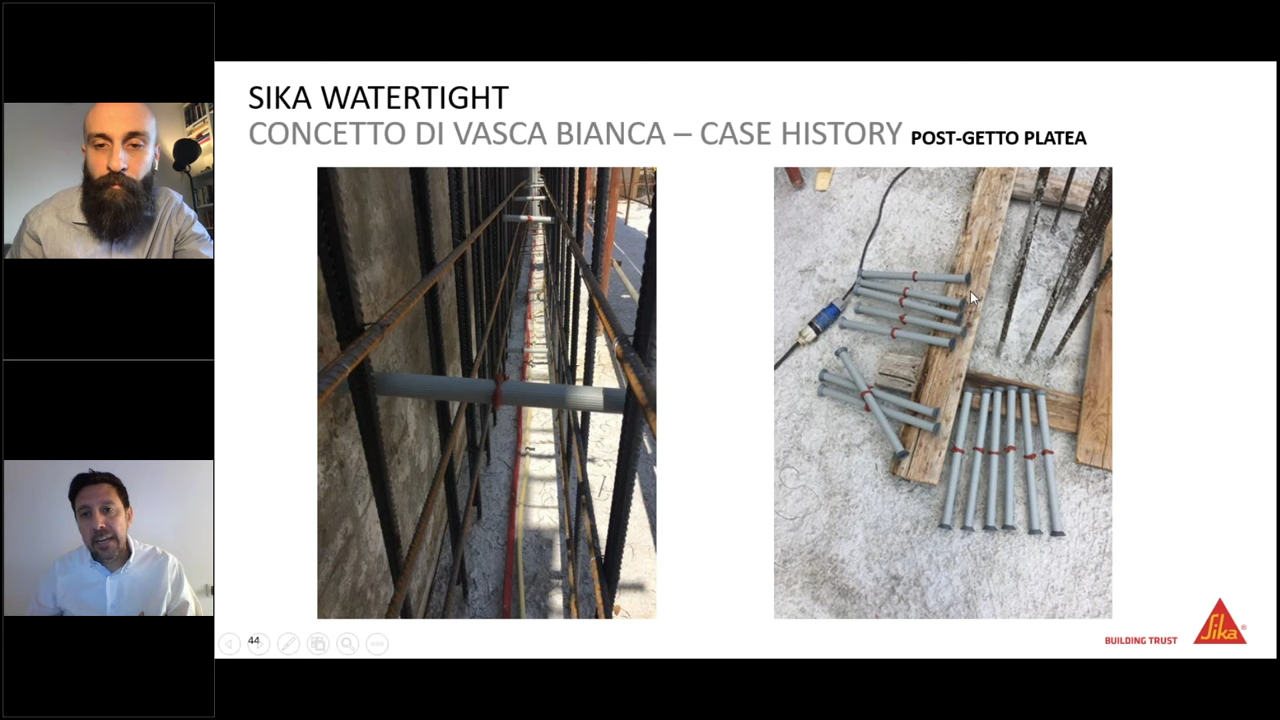 SIKA WATERTIGHT
CONCETTO DI VASCA BIANCA – CASE HISTORY POST-GETTO PLATEA
44
BUILDING TRUST
Sika®